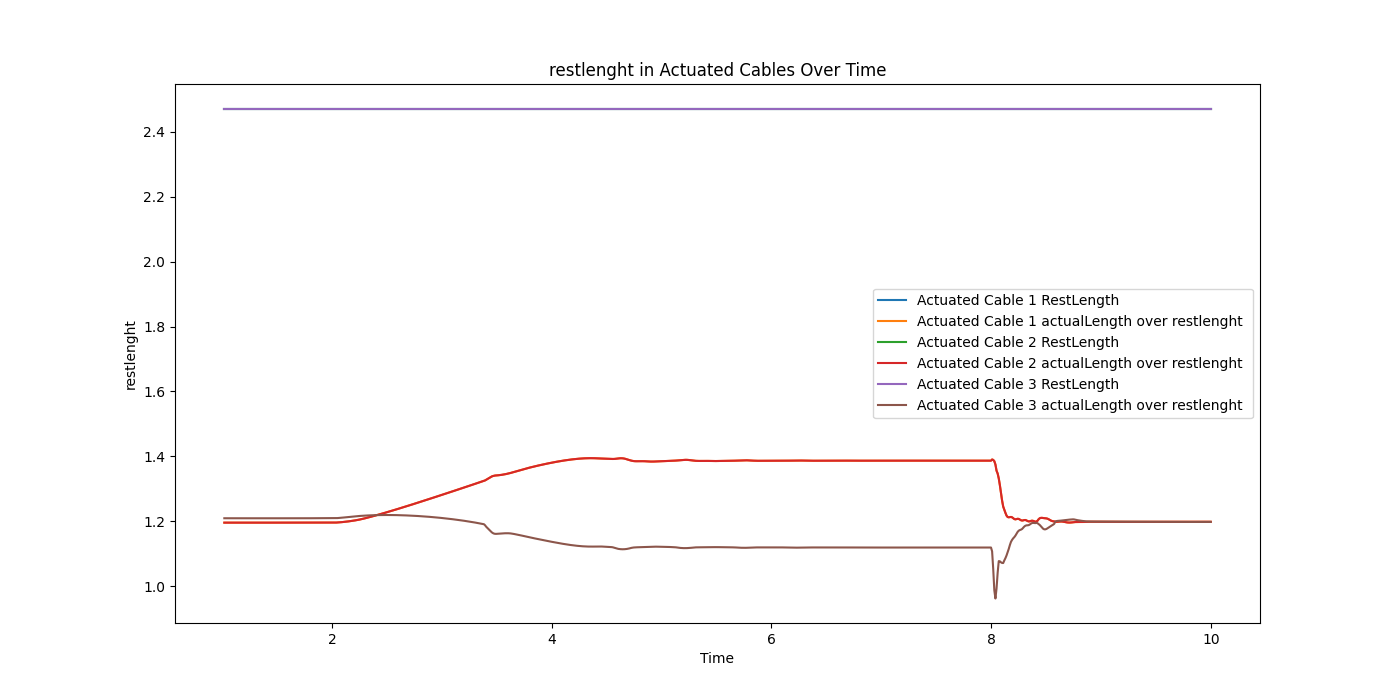 restlenght in Actuated Cables Over Time
restlenght
2.4
2.2
2.0
1.8
1.6
1.4
1.2
1.0
Actuated Cable 1 RestLength
Actuated Cable 1 actualLength over restlenght
Actuated Cable 2 RestLength
Actuated Cable 2 actualLength over restlenght
Actuated Cable 3 RestLength
Actuated Cable 3 actualLength over restlenght
2 4 6 8 10
Time